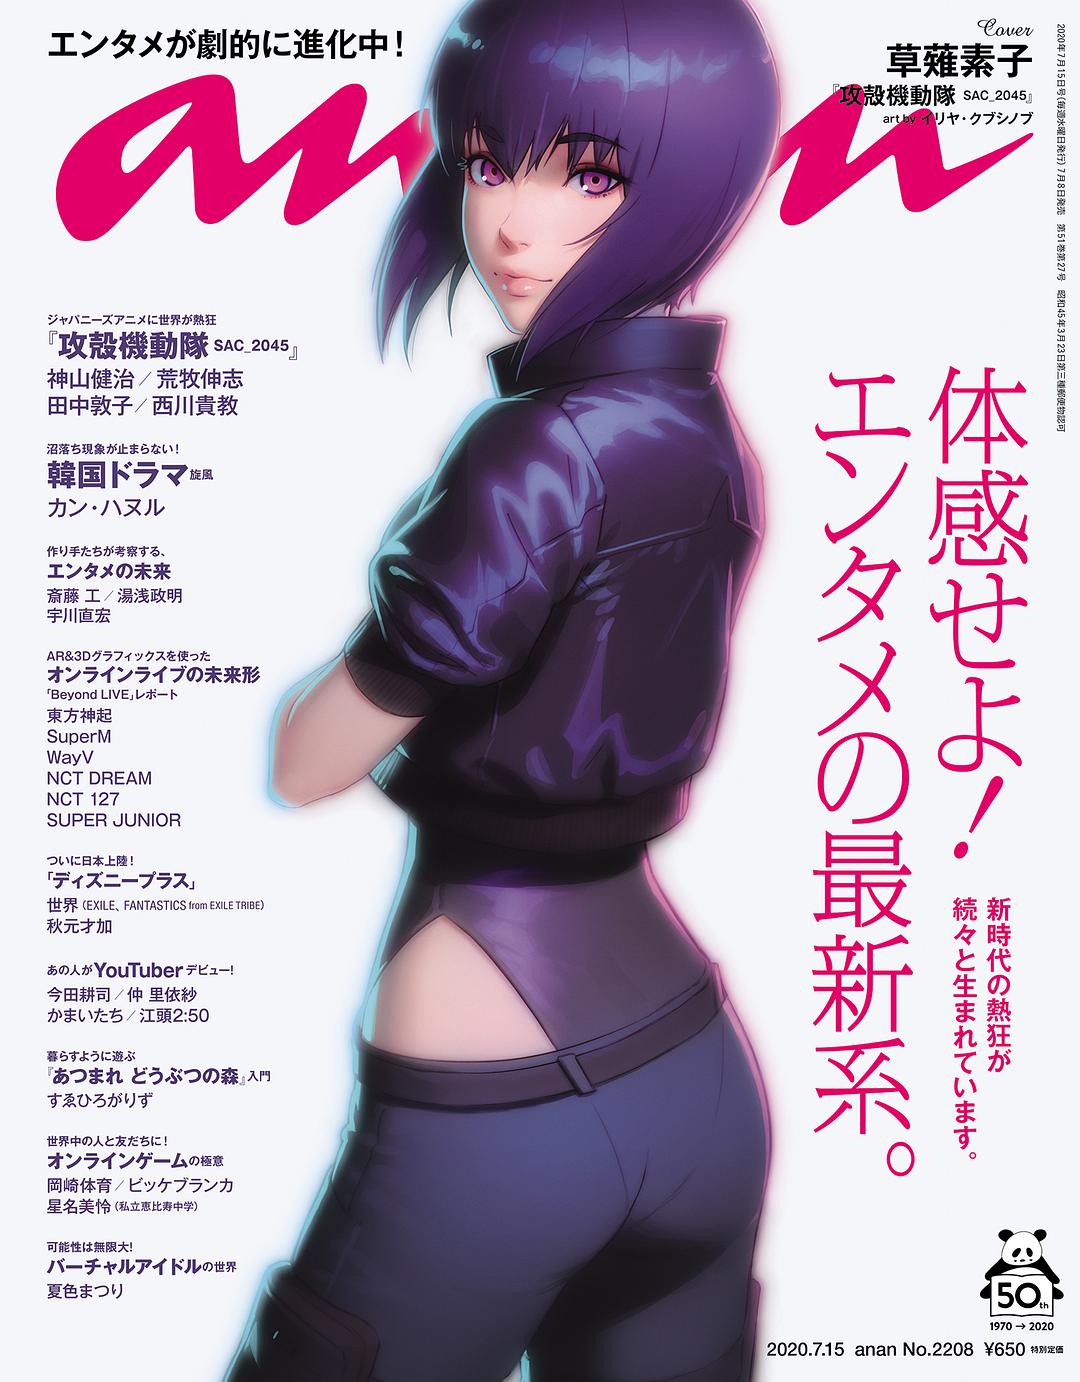 エンタメが劇的に進化中!
anan
Cover
草薙素子
『攻殻機動隊 SAC_2045』
art by イリヤ・クブシノブ
2020年7月15日号(毎週水曜日発行)7月8日発売 第51巻第27号 昭和45年3月23日第三種郵便物認可
体感せよ!
エンタメの最新系。
新時代の熱狂が
続々と生まれています。
ジャパニーズアニメに世界が熱狂
『攻殻機動隊 SAC_2045』
神山健治/荒牧伸志
田中敦子/西川貴教
沼落ち現象が止まらない!
韓国ドラマ旋風
カン・ハヌル
作り手たちが考察する、
エンタメの未来
斎藤 工/湯浅政明
宇川直宏
AR&3Dグラフィックスを使った
オンラインライブの未来形
「Beyond LIVE」レポート
東方神起
SuperM
WayV
NCT DREAM
NCT 127
SUPER JUNIOR
ついに日本上陸!
「ディズニープラス」
世界(EXILE、FANTASTICS from EXILE TRIBE)
秋元才加
あの人がYouTuberデビュー!
今田耕司/仲 里依紗
かまいたち/江頭2:50
暮らすように遊ぶ
『あつまれ どうぶつの森』入門
すゑひろがりず
世界中の人と友だちに!
オンラインゲームの極意
岡崎体育/ビッケブランカ
星名美怜(私立恵比寿中学)
可能性は無限大!
バーチャルアイドルの世界
夏色まつり
50th
1970→2020
2020.7.15 anan No.2208 ¥650 特別定価